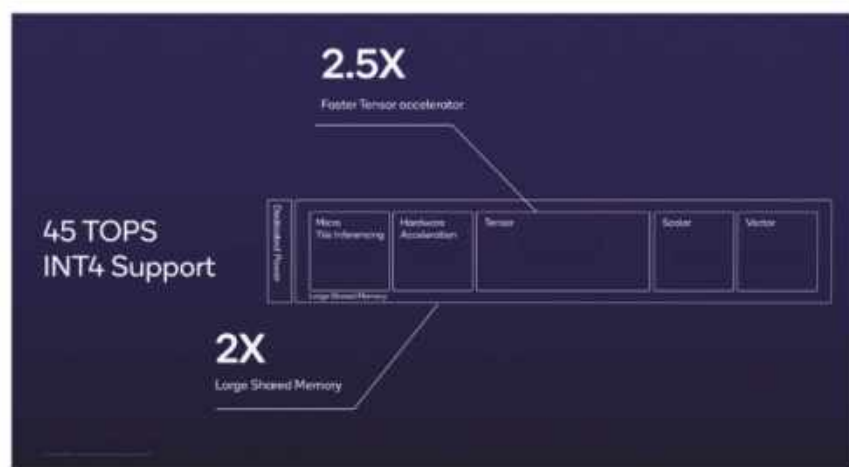 2.5X
Faster Tensor accelerator
45 TOPS
INT4 Support
Dedicated Power
Micro
Tile Inferencing
Hardware
Acceleration
Tensor
Scalar
Vector
Large Shared Memory
2X
Large Shared Memory